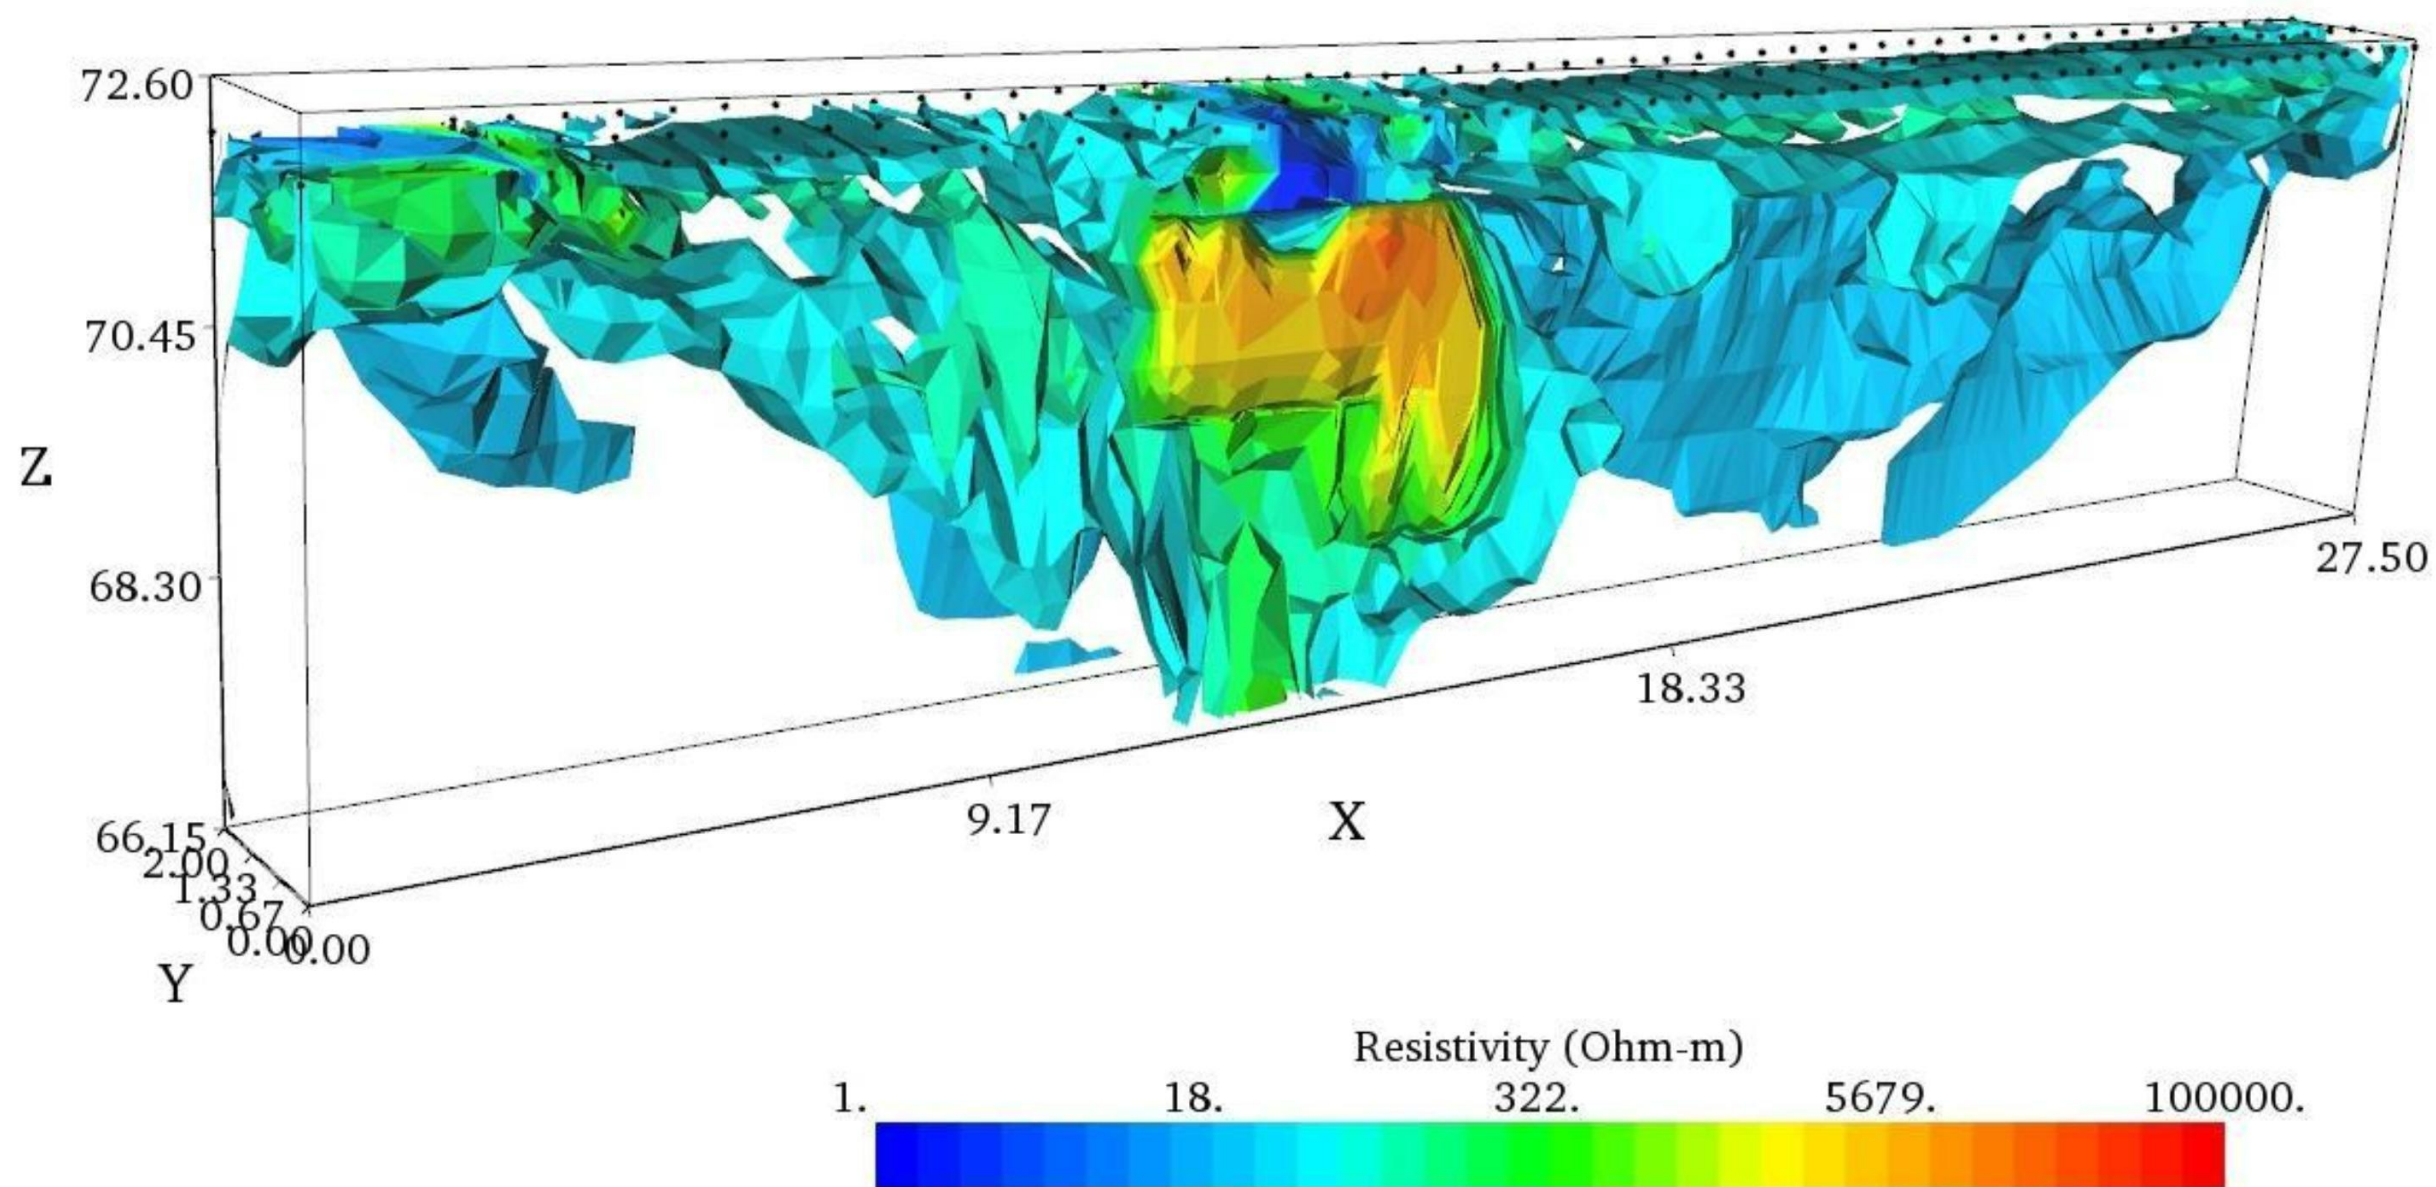 72.60
70.45
Z
68.30
66.15
2.00
1.33
0.67
0.00
Y
0.00
9.17
X
18.33
27.50
Resistivity (Ohm-m)
1. 18. 322. 5679. 100000.